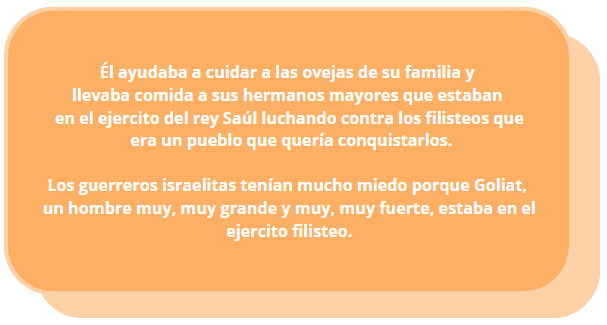 Él ayudaba a cuidar a las ovejas de su familia y
llevaba comida a sus hermanos mayores que estaban
en el ejercito del rey Saúl luchando contra los filisteos que
era un pueblo que quería conquistarlos.
Los guerreros israelitas tenían mucho miedo porque Goliat,
un hombre muy, muy grande y muy, muy fuerte, estaba en el
ejercito filisteo.